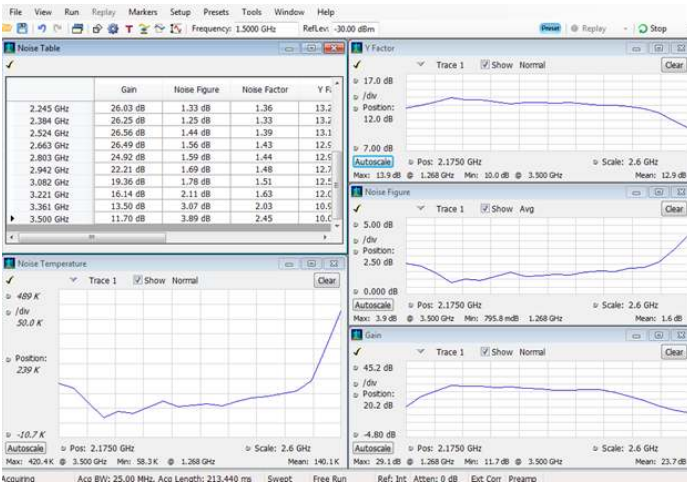 File View Run Replay Markers Setup Presets Tools Window Help
Frequency: 1.5000 GHz RefLev: -30.00 dBm Preset Replay Stop
Noise Table
Gain Noise Figure Noise Factor Y Fa
2.245 GHz 26.03 dB 1.33 dB 1.36 13.2
2.384 GHz 26.25 dB 1.25 dB 1.33 13.2
2.524 GHz 26.56 dB 1.44 dB 1.39 13.1
2.663 GHz 26.49 dB 1.56 dB 1.43 12.9
2.803 GHz 24.92 dB 1.59 dB 1.44 12.9
2.942 GHz 22.21 dB 1.69 dB 1.48 12.7
3.082 GHz 19.36 dB 1.78 dB 1.51 12.5
3.221 GHz 16.14 dB 2.11 dB 1.63 12.0
3.361 GHz 13.50 dB 3.07 dB 2.03 10.9
3.500 GHz 11.70 dB 3.89 dB 2.45 10.0
Y Factor
Trace 1 Show Normal Clear
17.0 dB
/div
Position:
12.0 dB
7.00 dB
Autoscale Pos: 2.1750 GHz Scale: 2.6 GHz
Max: 13.9 dB @ 1.268 GHz Min: 10.0 dB @ 3.500 GHz Mean: 12.9 dB
Noise Figure
Trace 1 Show Avg Clear
5.00 dB
/div
Position:
2.50 dB
0.000 dB
Autoscale Pos: 2.1750 GHz Scale: 2.6 GHz
Max: 3.9 dB @ 3.500 GHz Min: 795.8 mdB @ 1.268 GHz Mean: 1.6 dB
Noise Temperature
Trace 1 Show Normal Clear
489 K
/div
50.0 K
Position:
239 K
-10.7 K
Autoscale Pos: 2.1750 GHz Scale: 2.6 GHz
Max: 420.4 K @ 3.500 GHz Min: 58.3 K @ 1.268 GHz Mean: 140.1 K
Gain
Trace 1 Show Normal Clear
45.2 dB
/div
Position:
20.2 dB
-4.80 dB
Autoscale Pos: 2.1750 GHz Scale: 2.6 GHz
Max: 29.1 dB @ 1.268 GHz Min: 11.7 dB @ 3.500 GHz Mean: 23.7 dB
Acquiring Acq BW: 25.00 MHz, Acq Length: 213.440 ms Swept Free Run Ref: Int Atten: 0 dB Ext Corr Preamp